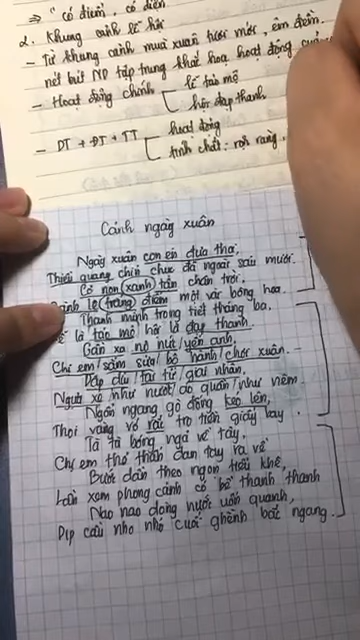 ⇒ "có điểm, có diện
2. Khung cảnh lễ hội
- Từ khung cảnh mùa xuân tươi mới, êm đềm.
nét bút ND tập trung khắc hoạ hoạt động của
- Hoạt động chính
lễ tảo mộ
hội đạp thanh
- DT + ĐT + TT
hoạt động
tính chất: rộn ràng,
Cảnh ngày xuân
Ngày xuân con én đưa thoi,
Thiều quang chín chục đã ngoài sáu mươi.
Cỏ non (xanh) tận chân trời,
Cành lê (trắng) điểm một vài bông hoa.
Thanh minh trong tiết tháng ba,
là tảo mộ hội là đạp thanh
Gần xa nô nức yến anh,
Chị em / sắm sửa / bộ hành / chơi xuân.
Dập dìu / tài tử / giai nhân,
Ngựa xe / như nước / áo quần / như nêm
Ngổn ngang gò đống kéo lên,
Thoi vàng vó rắc tro tiền giấy bay.
Tà tà bóng ngả về tây,
Chị em thơ thẩn dan tay ra về
Bước dần theo ngọn tiểu khê,
Lần xem phong cảnh có bề thanh thanh
Nao nao dòng nước uốn quanh,
Dịp cầu nho nhỏ cuối ghềnh bắc ngang.